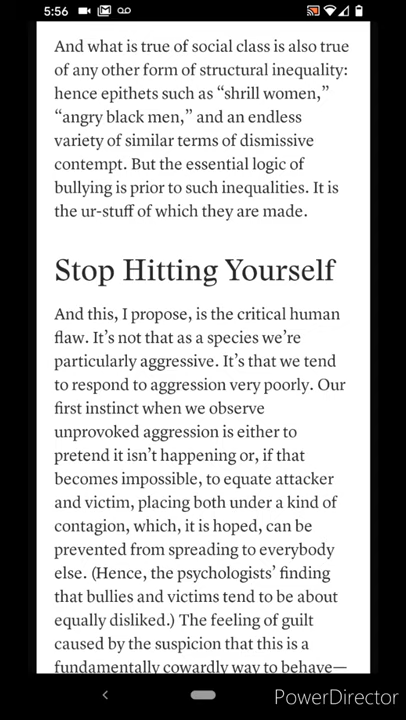 5:56
And what is true of social class is also true
of any other form of structural inequality:
hence epithets such as “shrill women,”
“angry black men,” and an endless
variety of similar terms of dismissive
contempt. But the essential logic of
bullying is prior to such inequalities. It is
the ur-stuff of which they are made.
Stop Hitting Yourself
And this, I propose, is the critical human
flaw. It’s not that as a species we’re
particularly aggressive. It’s that we tend
to respond to aggression very poorly. Our
first instinct when we observe
unprovoked aggression is either to
pretend it isn’t happening or, if that
becomes impossible, to equate attacker
and victim, placing both under a kind of
contagion, which, it is hoped, can be
prevented from spreading to everybody
else. (Hence, the psychologists’ finding
that bullies and victims tend to be about
equally disliked.) The feeling of guilt
caused by the suspicion that this is a
fundamentally cowardly way to behave—
PowerDirector